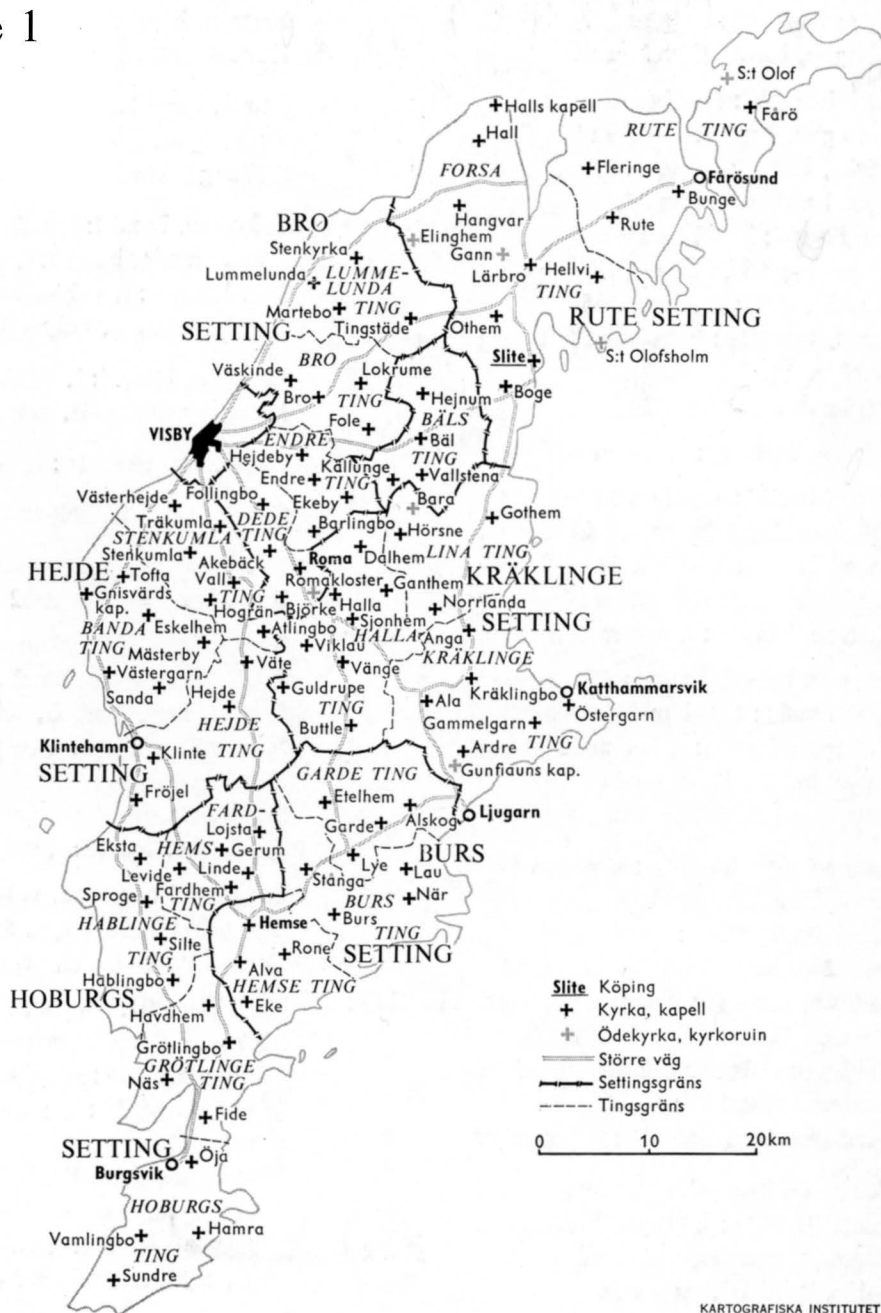 e 1
S:t Olof
Halls kapell
Fårö
Hall
RUTE TING
Fleringe
FORSA
Fårösund
Bunge
Hangvar
Rute
BRO
Elinghem
Stenkyrka
Gann
Lärbro
Hellvi
Lummelunda
LUMME-
LUNDA
TING
TING
Martebo
Tingstäde
Othem
RUTE SETTING
SETTING
S:t Olofsholm
BRO
Slite
Väskinde
Lokrume
Bro
TING
Hejnum
Boge
BÄLS
Fole
VISBY
ENDRE
Bäl
TING
Hejdeby
Källunge
Endre
TING
Vallstena
Follingbo
Västerhejde
Ekeby
Bara
Träkumla
DEDE
TING
Gothem
STENKUMLA
Barlingbo
Hörsne
Stenkumla
Roma
Dalhem
LINA TING
Akebäck
HEJDE
Tofta
Vall
Romakloster
Ganthem
KRÄKLINGE
Gnisvärds
kap.
TING
Hogrän
Björke
Halla
Norrlanda
Sjonhem
SETTING
BANDA
TING
Eskelhem
Atlingbo
HALLA
Anga
Viklau
KRÄKLINGE
Mästerby
Västergarn
Väte
Vänge
Kräklingbo
Katthammarsvik
Sanda
Hejde
Guldrupe
Ala
Östergarn
TING
HEJDE
Buttle
Gammelgarn
Klintehamn
Klinte
TING
Ardre
TING
SETTING
GARDE TING
Gunfiauns kap.
Fröjel
Etelhem
FARD-
Lojsta
Garde
Alskog
Ljugarn
Eksta
HEMS
Gerum
Lye
BURS
Levide
Linde
Stånga
Lau
Fardhem
Sproge
TING
När
BURS
HABLINGE
Burs
Hemse
TING
Silte
SETTING
TING
Rone
Alva
Hablingbo
HEMSE TING
HOBURGS
Eke
Havdhem
Grötlingbo
GRÖTLINGE
Näs
TING
Fide
SETTING
Öja
Burgsvik
HOBURGS
Hamra
Vamlingbo
TING
Sundre
Slite Köping
Kyrka, kapell
Ödekyrka, kyrkoruin
Större väg
Settingsgräns
Tingsgräns
0 10 20 km
KARTOGRAFISKA INSTITUTET